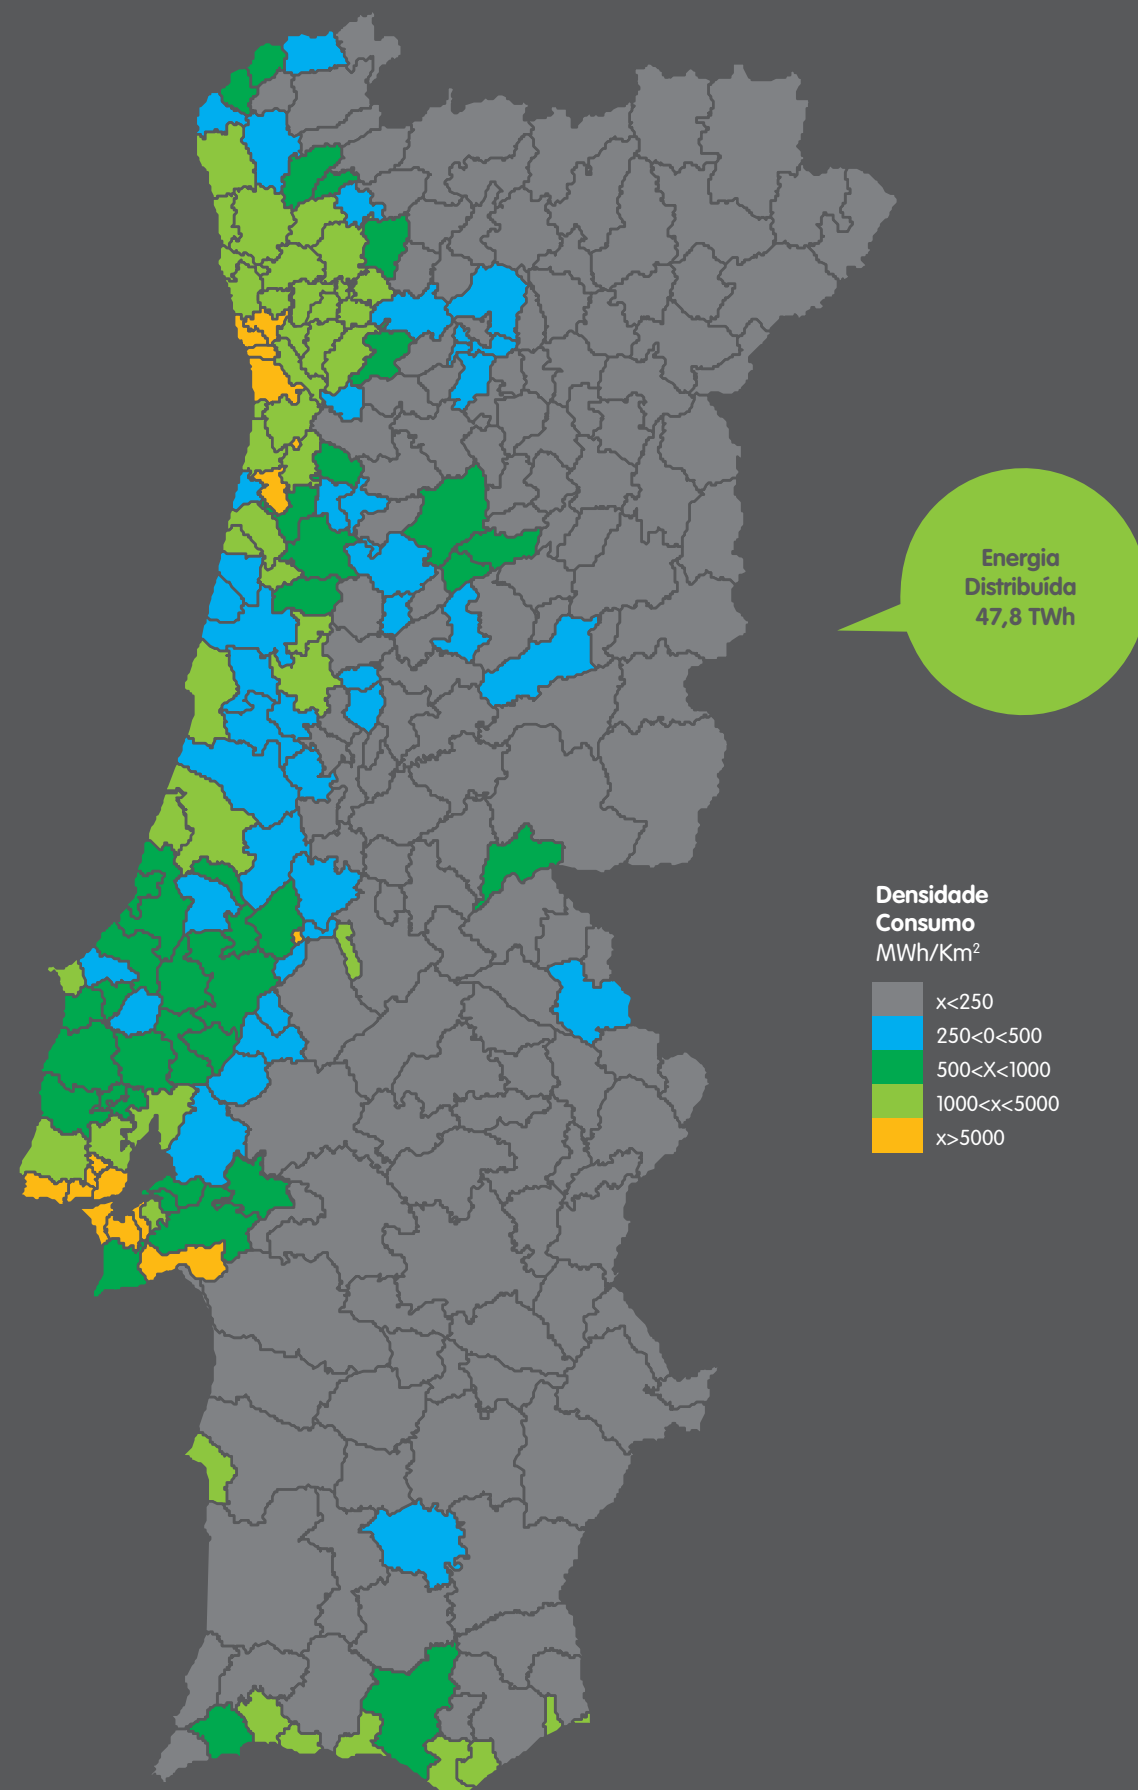 Energia
Distribuída
47,8 TWh
Densidade
Consumo
MWh/Km²
x<250
250<0<500
500<X<1000
1000<x<5000
x>5000